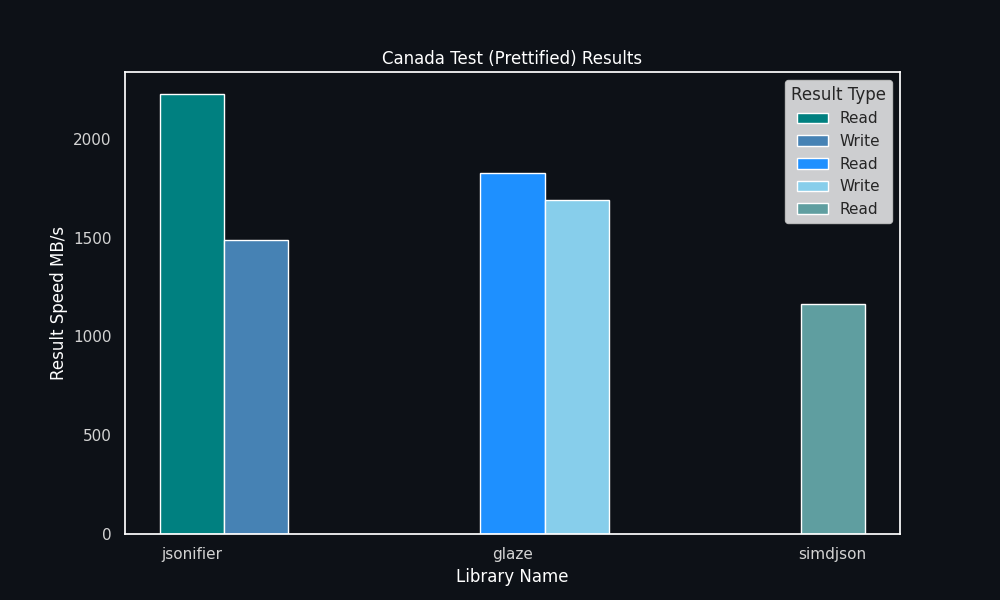 Canada Test (Prettified) Results
Result Type
Read
Write
Read
Write
Read
Result Speed MB/s
2000
1500
1000
500
0
jsonifier
glaze
simdjson
Library Name